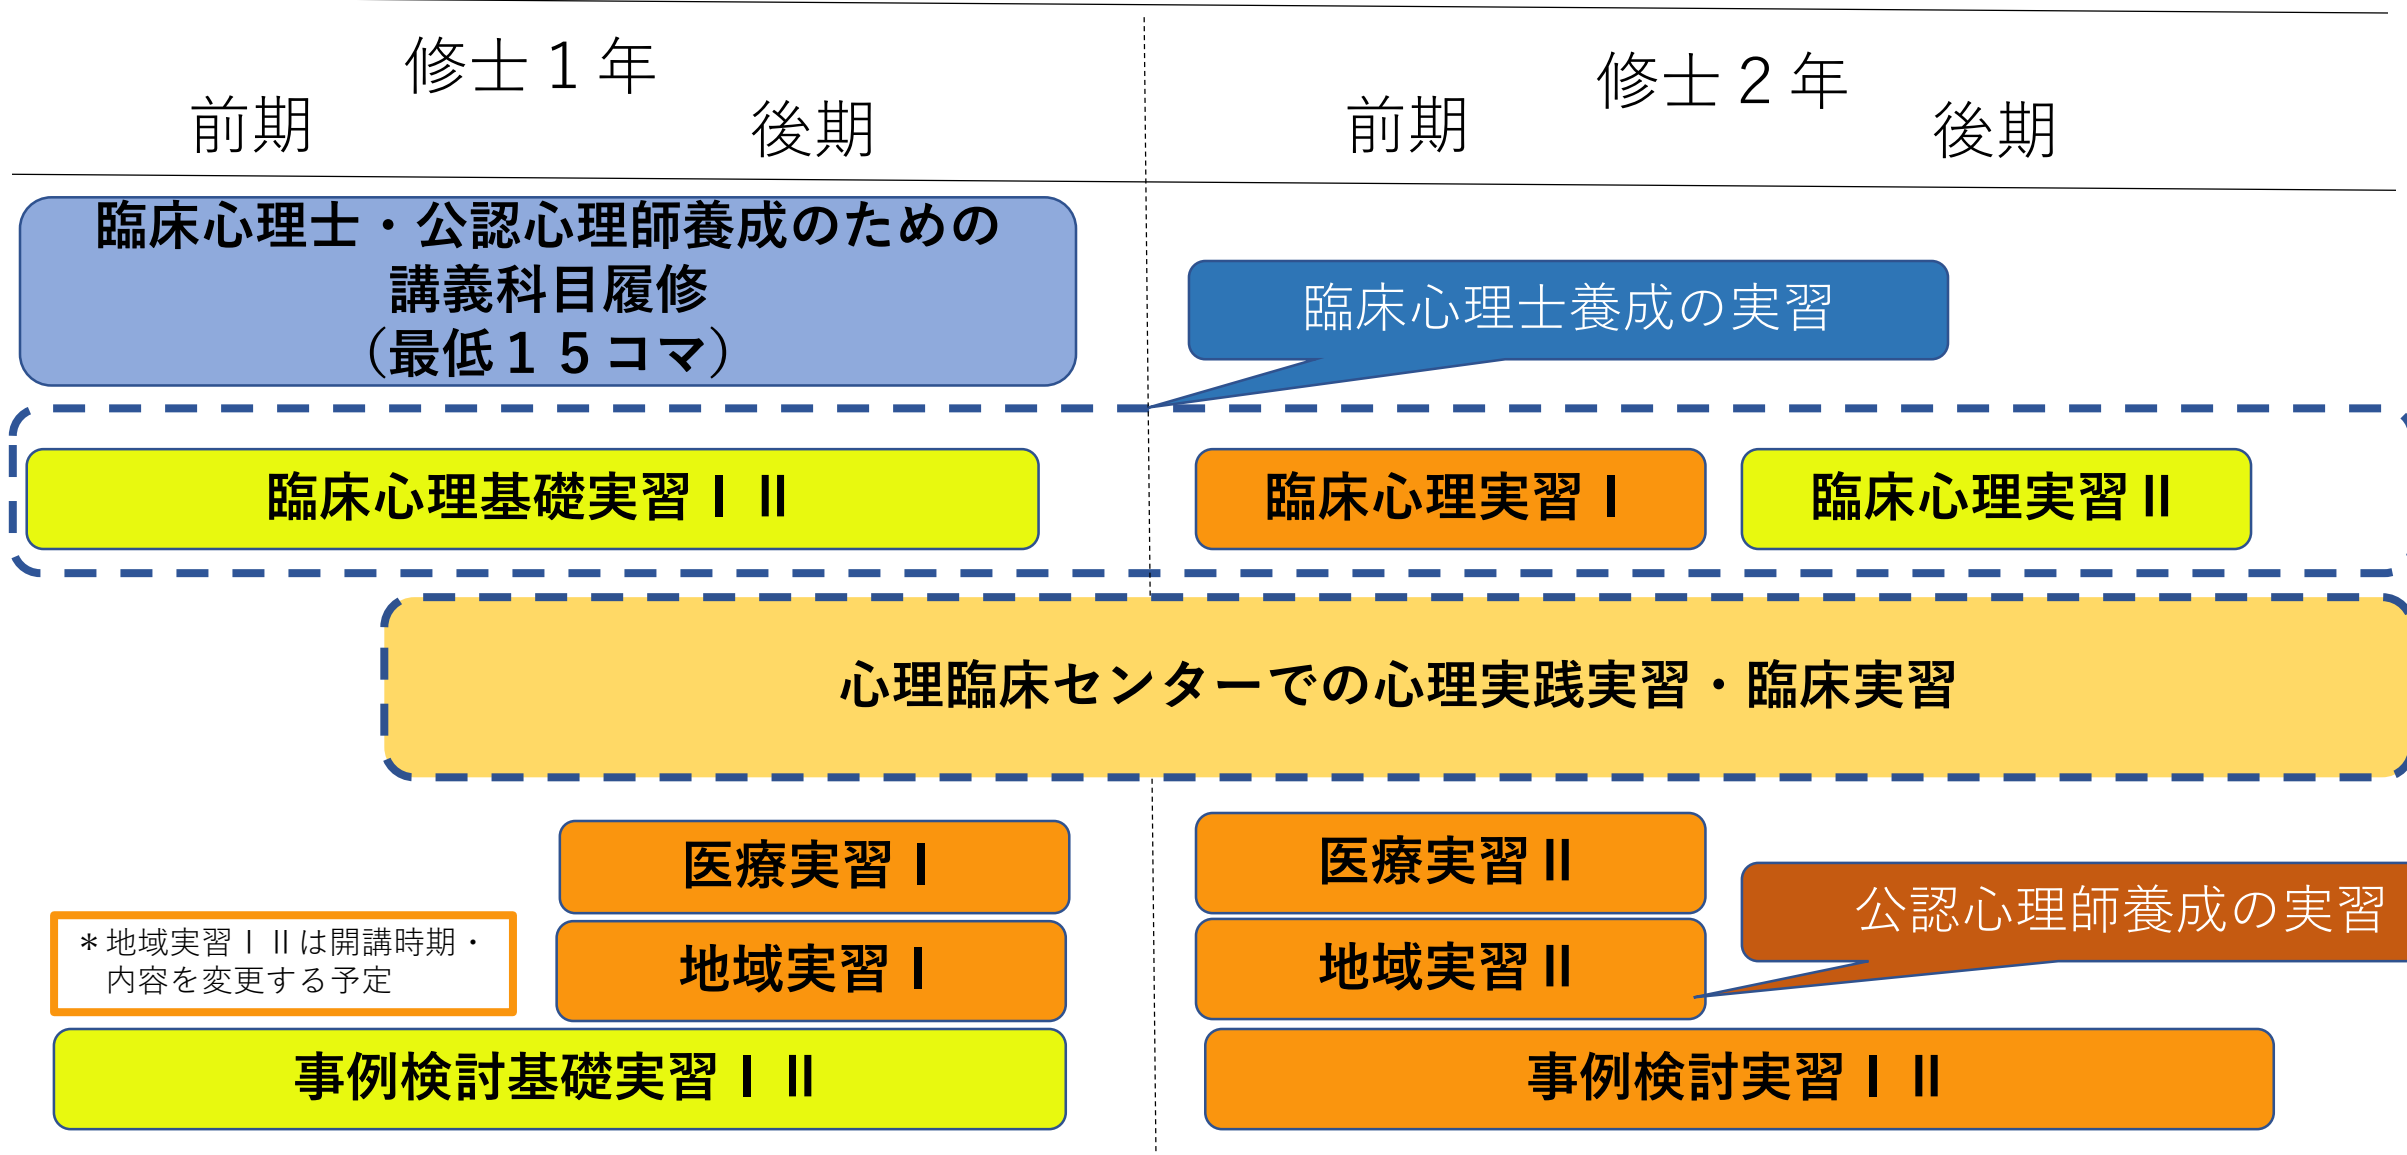 修士１年
修士２年
前期
後期
前期
後期
臨床心理士・公認心理師養成のための
講義科目履修
（最低１５コマ）
臨床心理士養成の実習
臨床心理基礎実習Ⅰ Ⅱ
臨床心理実習Ⅰ
臨床心理実習Ⅱ
心理臨床センターでの心理実践実習・臨床実習
医療実習Ⅰ
医療実習Ⅱ
公認心理師養成の実習
＊地域実習Ⅰ Ⅱは開講時期・
内容を変更する予定
地域実習Ⅰ
地域実習Ⅱ
事例検討基礎実習Ⅰ Ⅱ
事例検討実習Ⅰ Ⅱ